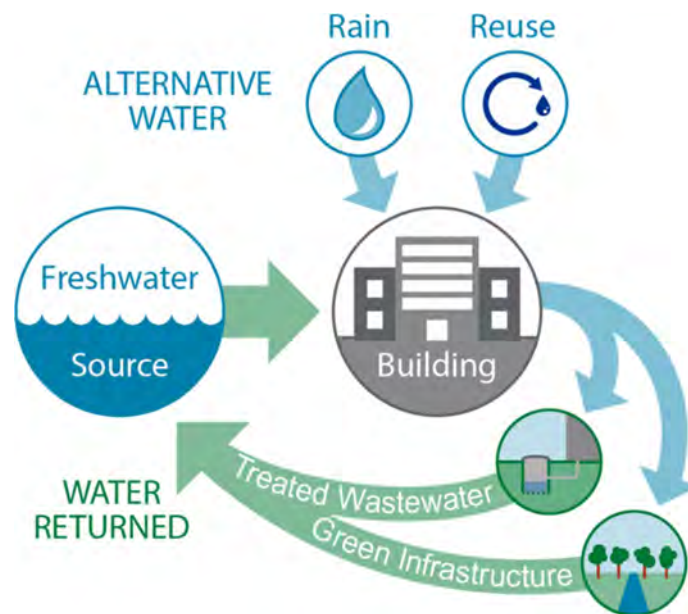 Rain
Reuse
ALTERNATIVE
WATER
Freshwater
Source
Building
Treated Wastewater
Green Infrastructure
WATER
RETURNED